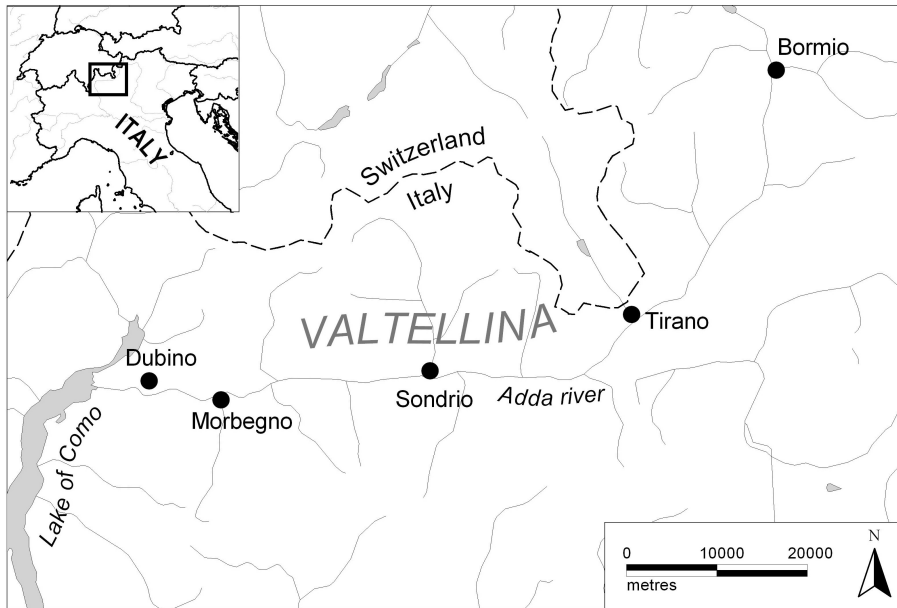 ITALY
Bormio
Switzerland
Italy
VALTELLINA
Tirano
Dubino
Morbegno
Sondrio
Adda river
Lake of Como
N
0 10000 20000
metres